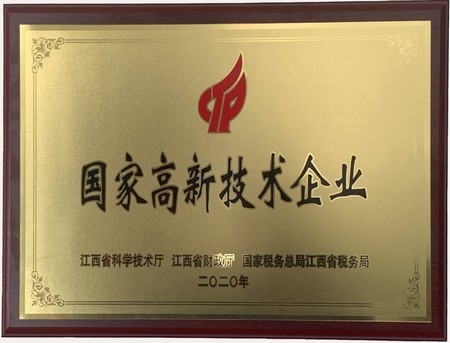 CTP
国家高新技术企业
江西省科学技术厅 江西省财政厅 国家税务总局江西省税务局
二〇二〇年